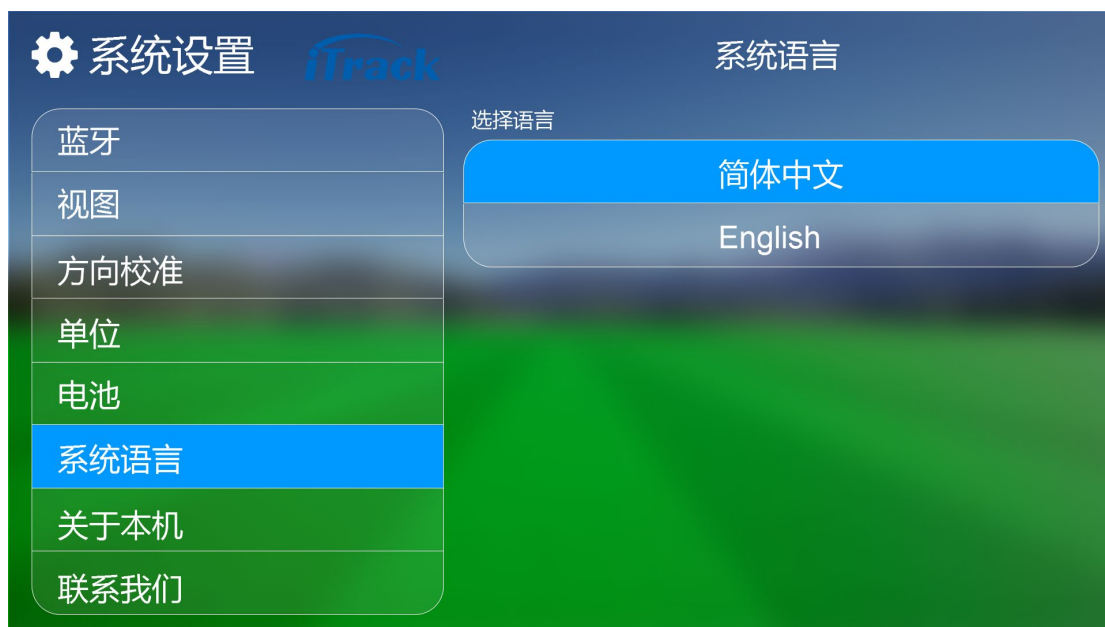 系统设置
iTrack
系统语言
蓝牙
视图
方向校准
单位
电池
系统语言
关于本机
联系我们
选择语言
简体中文
English